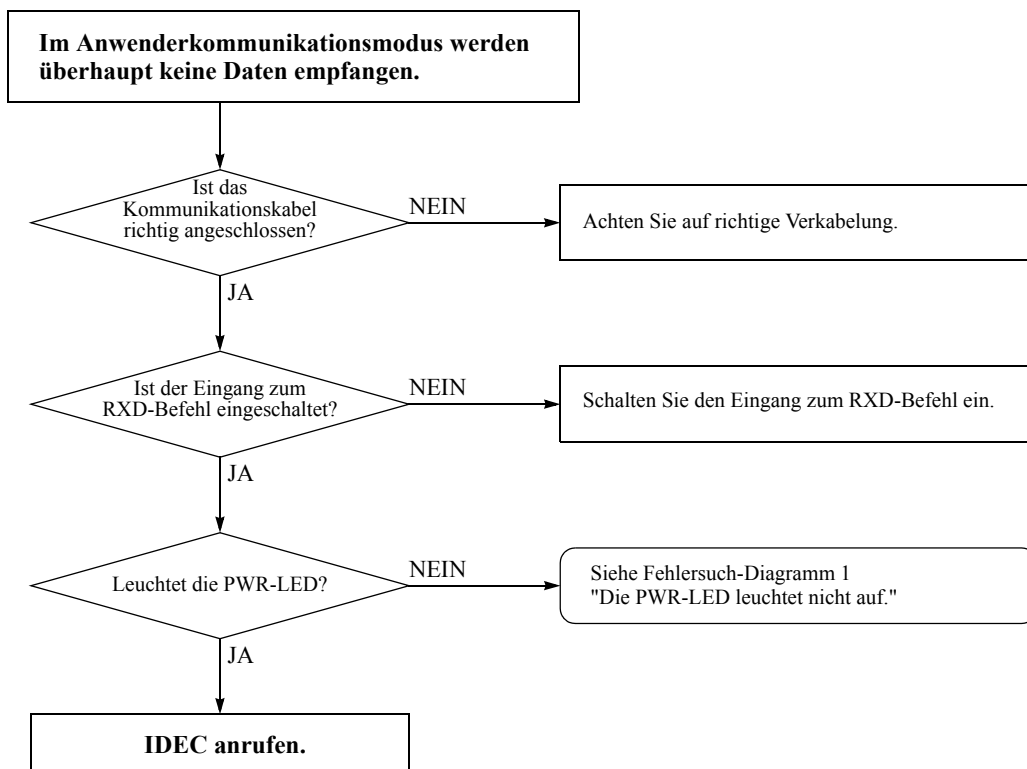 Im Anwenderkommunikationsmodus werden
überhaupt keine Daten empfangen.
Ist das
Kommunikationskabel
richtig angeschlossen?
NEIN
Achten Sie auf richtige Verkabelung.
JA
Ist der Eingang zum
RXD-Befehl eingeschaltet?
NEIN
Schalten Sie den Eingang zum RXD-Befehl ein.
JA
Leuchtet die PWR-LED?
NEIN
Siehe Fehlersuch-Diagramm 1
"Die PWR-LED leuchtet nicht auf."
JA
IDEC anrufen.